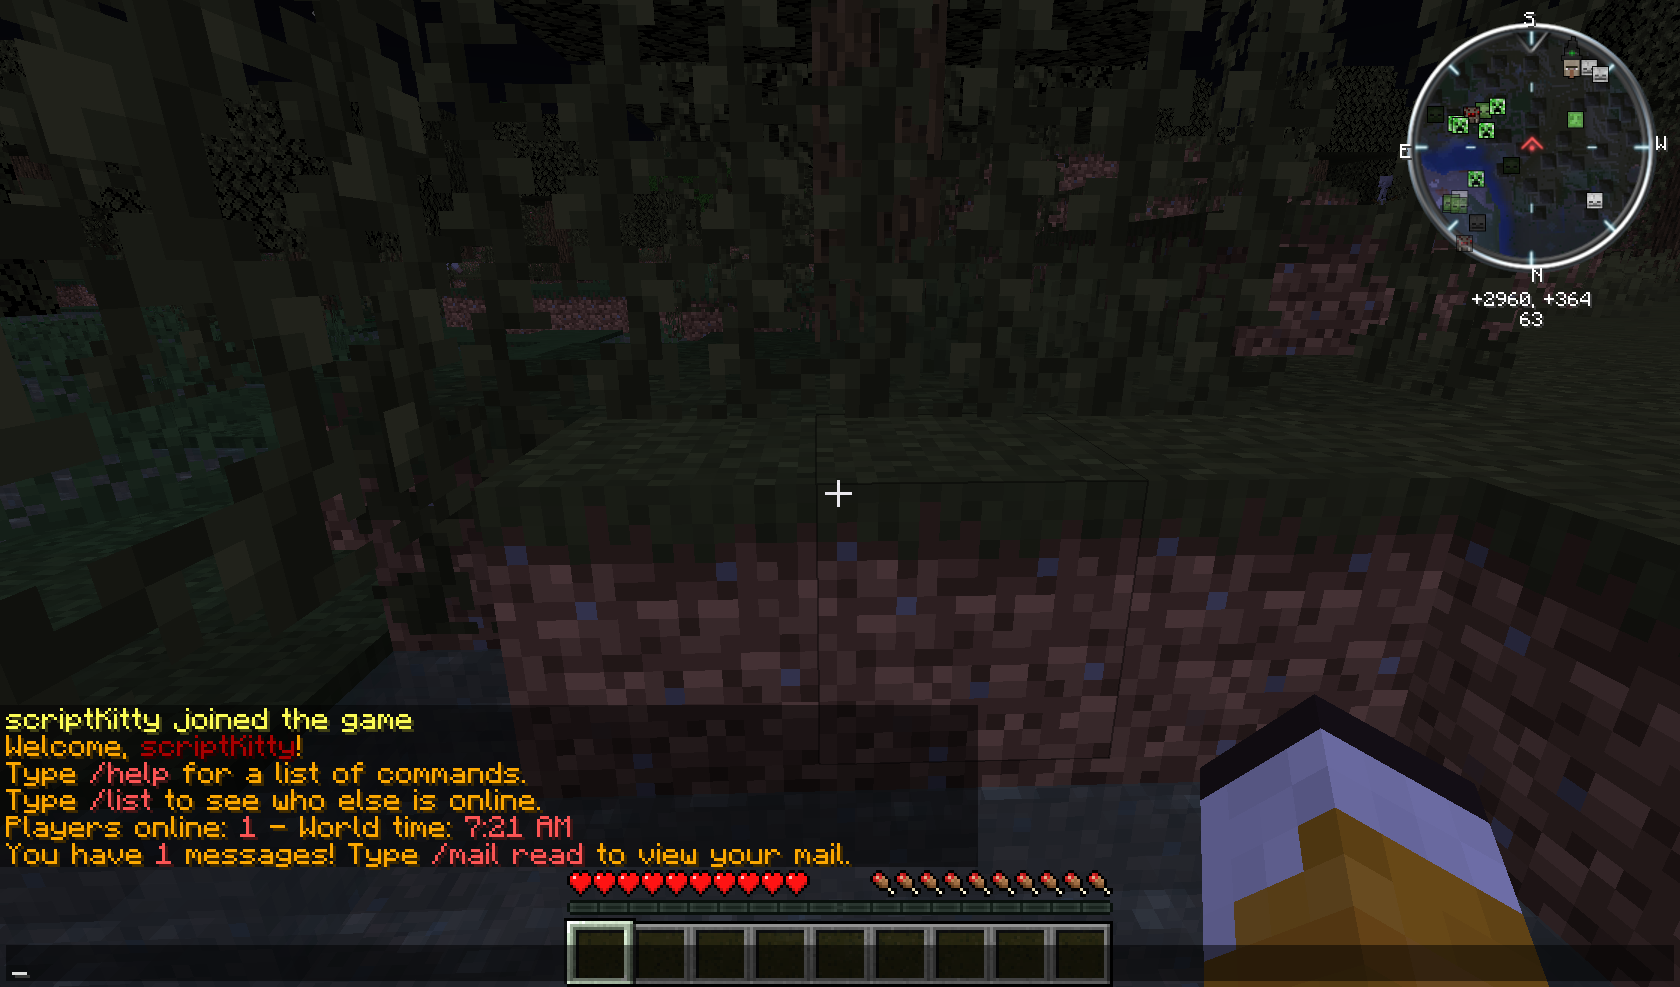 S
E
W
N
+2960, +364
63
scriptKitty joined the game
Welcome, scriptKitty!
Type /help for a list of commands.
Type /list to see who else is online.
Players online: 1 - World time: 7:21 AM
You have 1 messages! Type /mail read to view your mail.
_